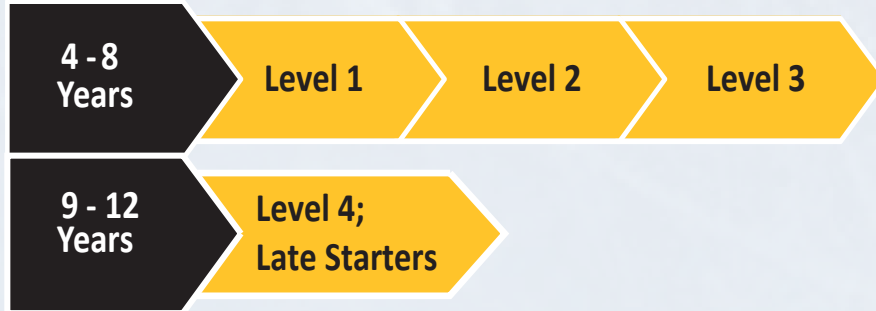 4 - 8
Years
Level 1
Level 2
Level 3
9 - 12
Years
Level 4;
Late Starters